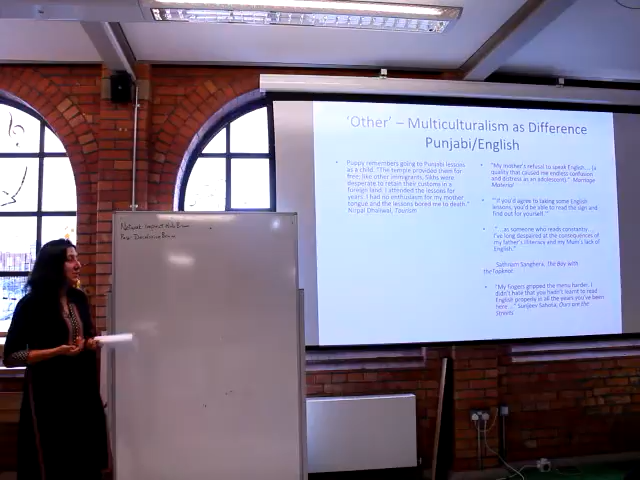 'Other' – Multiculturalism as Difference
Punjabi/English
• Puppy remembers going to Punjabi lessons
as a child. "The temple provided them for
free; like other immigrants, Sikhs were
desperate to retain their customs in a
foreign land. I attended the lessons for
years. I had no enthusiasm for my mother
tongue and the lessons bored me to death."
Nirpal Dhaliwal, Tourism
• "My mother's refusal to speak English... (a
quality that caused me endless confusion
and distress as an adolescent)." Marriage
Material
• "'If you'd agree to taking some English
lessons, you'd be able to read the sign and
find out for yourself.'"
• "...as someone who reads constantly,
I've long despaired at the consequences of
my father's illiteracy and my Mum's lack of
English."
Sathnam Sanghera, The Boy with
the Topknot
• "My fingers gripped the menu harder. I
didn't hate that you hadn't learnt to read
English properly in all the years you've been
here...." Sunjeev Sahota, Ours are the
Streets
Network Impact